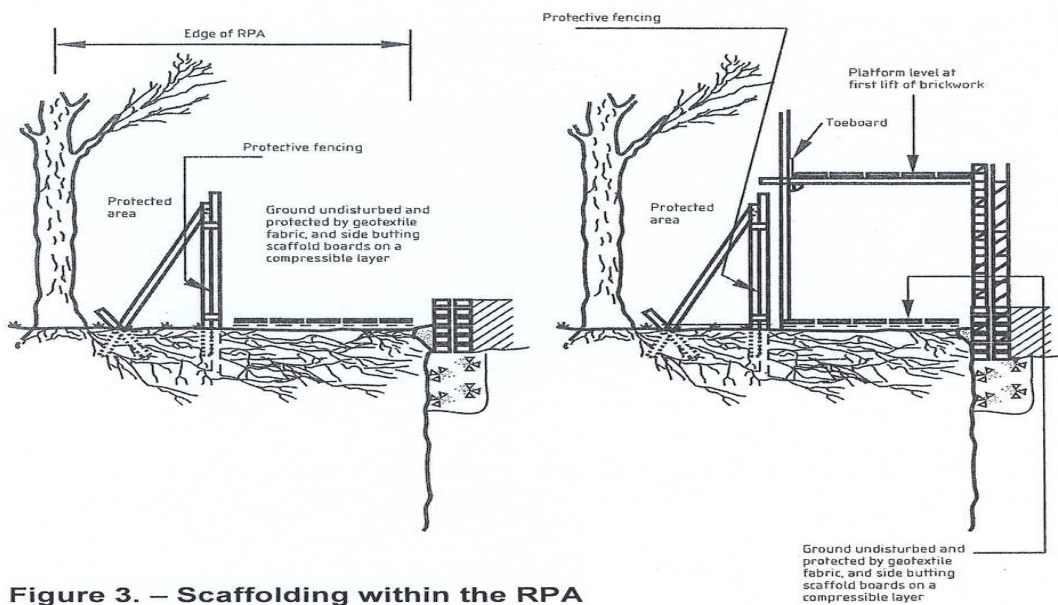 Edge of RPA
Protective fencing
Protected
area
Ground undisturbed and
protected by geotextile
fabric, and side butting
scaffold boards on a
compressible layer
Protective fencing
Platform level at
first lift of brickwork
Toeboard
Protected
area
Ground undisturbed and
protected by geotextile
fabric, and side butting
scaffold boards on a
compressible layer
Figure 3. – Scaffolding within the RPA